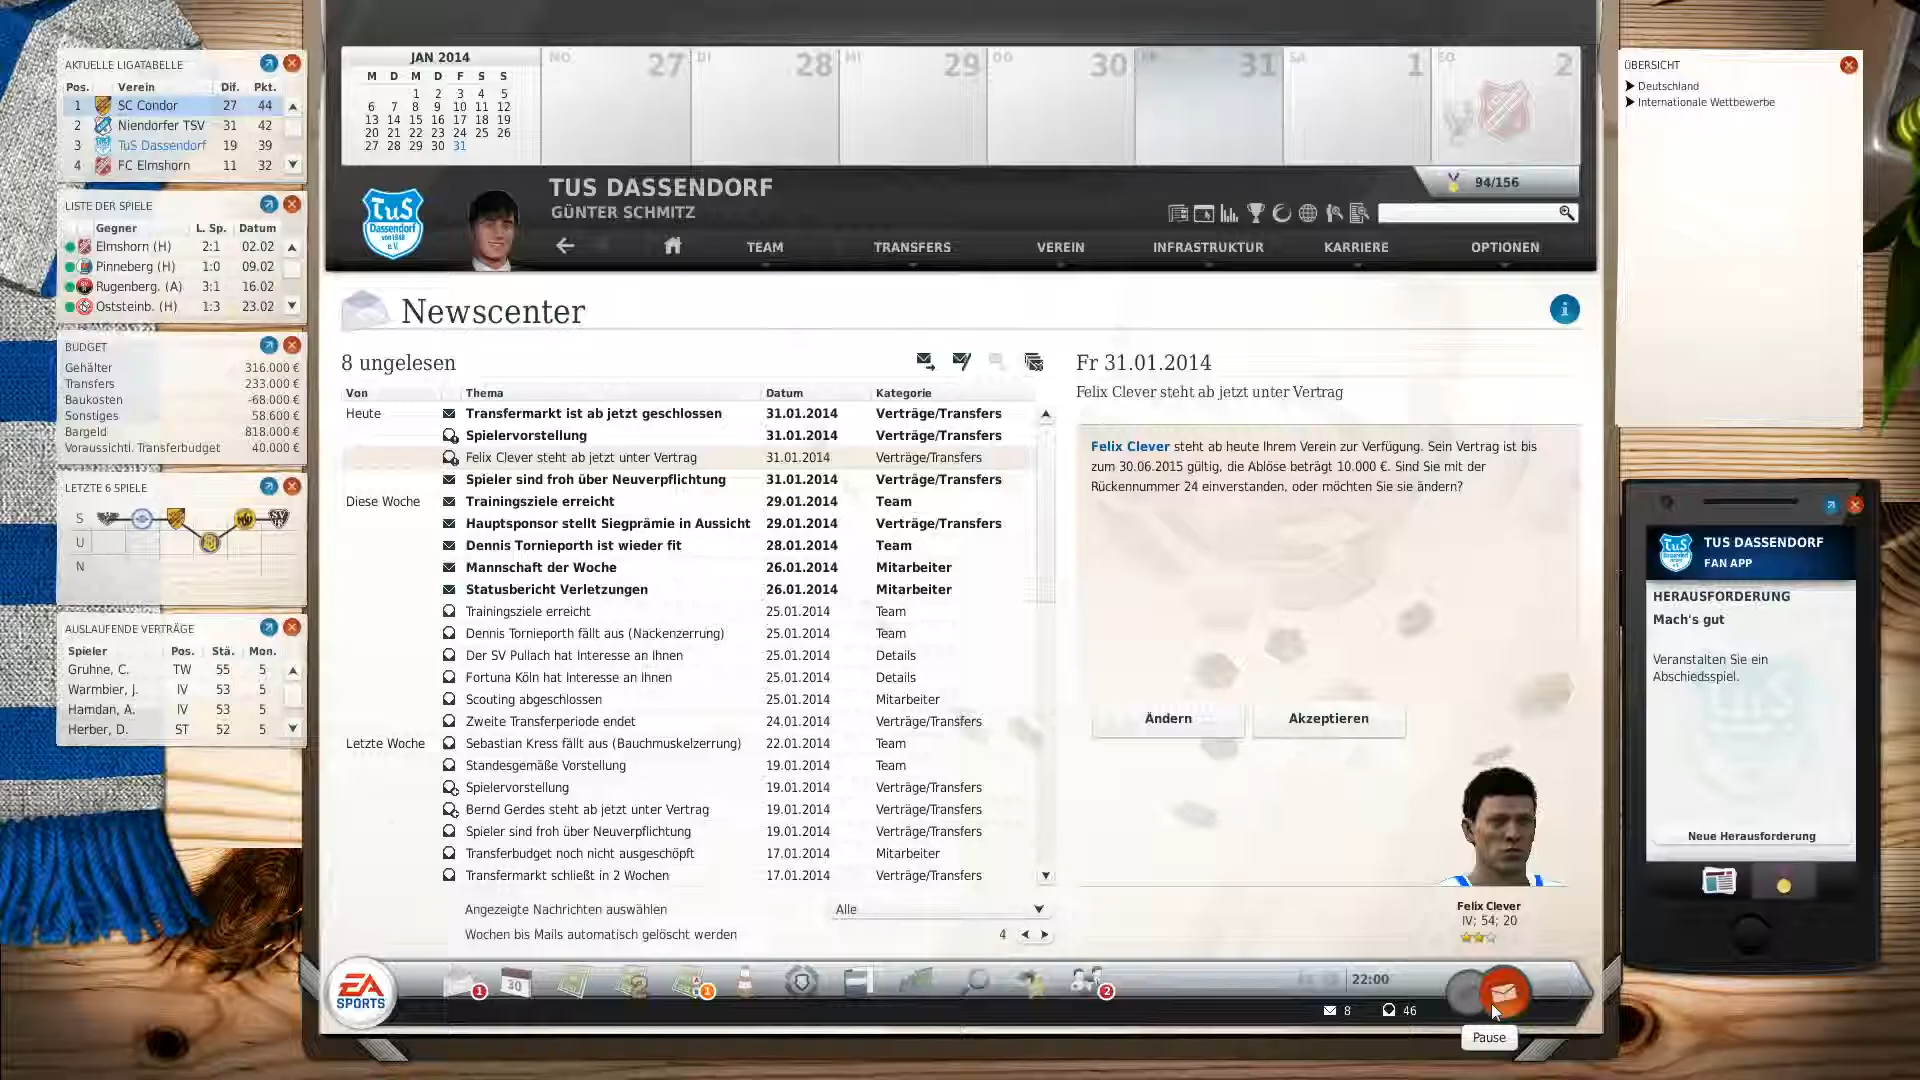 AKTUELLE LIGATABELLE
Pos. Verein Dif. Pkt.
1 SC Condor 27 44
2 Niendorfer TSV 31 42
3 TuS Dassendorf 19 39
4 FC Elmshorn 11 32
LISTE DER SPIELE
Gegner L. Sp. Datum
Elmshorn (H) 2:1 02.02
Pinneberg (H) 1:0 09.02
Rugenberg. (A) 3:1 16.02
Oststeinb. (H) 1:3 23.02
BUDGET
Gehälter 316.000 €
Transfers 233.000 €
Baukosten -68.000 €
Sonstiges 58.600 €
Bargeld 818.000 €
Voraussichtl. Transferbudget 40.000 €
LETZTE 6 SPIELE
S
U
N
AUSLAUFENDE VERTRÄGE
Spieler Pos. Stä. Mon.
Gruhne, C. TW 55 5
Warmbier, J. IV 53 5
Hamdan, A. IV 53 5
Herber, D. ST 52 5
JAN 2014
M D M D F S S
1 2 3 4 5
6 7 8 9 10 11 12
13 14 15 16 17 18 19
20 21 22 23 24 25 26
27 28 29 30 31
MO 27 DI 28 MI 29 DO 30 FR 31 SA 1 SO 2
TuS Dassendorf von 1948 e.V.
TUS DASSENDORF
GÜNTER SCHMITZ
94/156
TEAM TRANSFERS VEREIN INFRASTRUKTUR KARRIERE OPTIONEN
Newscenter
8 ungelesen
Von Thema Datum Kategorie
Heute Transfermarkt ist ab jetzt geschlossen 31.01.2014 Verträge/Transfers
Spielervorstellung 31.01.2014 Verträge/Transfers
Felix Clever steht ab jetzt unter Vertrag 31.01.2014 Verträge/Transfers
Spieler sind froh über Neuverpflichtung 31.01.2014 Verträge/Transfers
Diese Woche Trainingsziele erreicht 29.01.2014 Team
Hauptsponsor stellt Siegprämie in Aussicht 29.01.2014 Verträge/Transfers
Dennis Tornieporth ist wieder fit 28.01.2014 Team
Mannschaft der Woche 26.01.2014 Mitarbeiter
Statusbericht Verletzungen 26.01.2014 Mitarbeiter
Trainingsziele erreicht 25.01.2014 Team
Dennis Tornieporth fällt aus (Nackenzerrung) 25.01.2014 Team
Der SV Pullach hat Interesse an Ihnen 25.01.2014 Details
Fortuna Köln hat Interesse an Ihnen 25.01.2014 Details
Scouting abgeschlossen 25.01.2014 Mitarbeiter
Zweite Transferperiode endet 24.01.2014 Verträge/Transfers
Letzte Woche Sebastian Kress fällt aus (Bauchmuskelzerrung) 22.01.2014 Team
Standesgemäße Vorstellung 19.01.2014 Team
Spielervorstellung 19.01.2014 Verträge/Transfers
Bernd Gerdes steht ab jetzt unter Vertrag 19.01.2014 Verträge/Transfers
Spieler sind froh über Neuverpflichtung 19.01.2014 Verträge/Transfers
Transferbudget noch nicht ausgeschöpft 17.01.2014 Mitarbeiter
Transfermarkt schließt in 2 Wochen 17.01.2014 Verträge/Transfers
Angezeigte Nachrichten auswählen Alle
Wochen bis Mails automatisch gelöscht werden 4
Fr 31.01.2014
Felix Clever steht ab jetzt unter Vertrag
Felix Clever steht ab heute Ihrem Verein zur Verfügung. Sein Vertrag ist bis
zum 30.06.2015 gültig, die Ablöse beträgt 10.000 €. Sind Sie mit der
Rückennummer 24 einverstanden, oder möchten Sie sie ändern?
Ändern Akzeptieren
Felix Clever
IV; 54; 20
EA SPORTS
1
30
1
2
22:00
8 46
Pause
ÜBERSICHT
Deutschland
Internationale Wettbewerbe
TUS DASSENDORF
FAN APP
HERAUSFORDERUNG
Mach's gut
Veranstalten Sie ein
Abschiedsspiel.
Neue Herausforderung